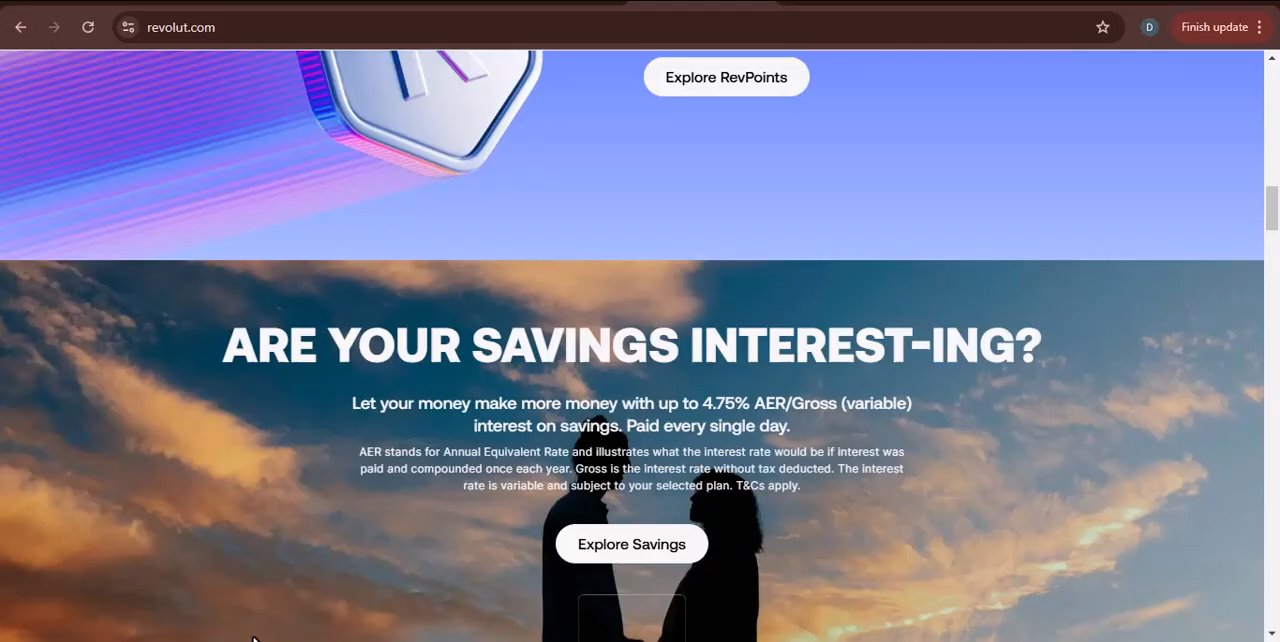 revolut.com
D
Finish update
Explore RevPoints
ARE YOUR SAVINGS INTEREST-ING?
Let your money make more money with up to 4.75% AER/Gross (variable)
interest on savings. Paid every single day.
AER stands for Annual Equivalent Rate and illustrates what the interest rate would be if interest was
paid and compounded once each year. Gross is the interest rate without tax deducted. The interest
rate is variable and subject to your selected plan. T&Cs apply.
Explore Savings